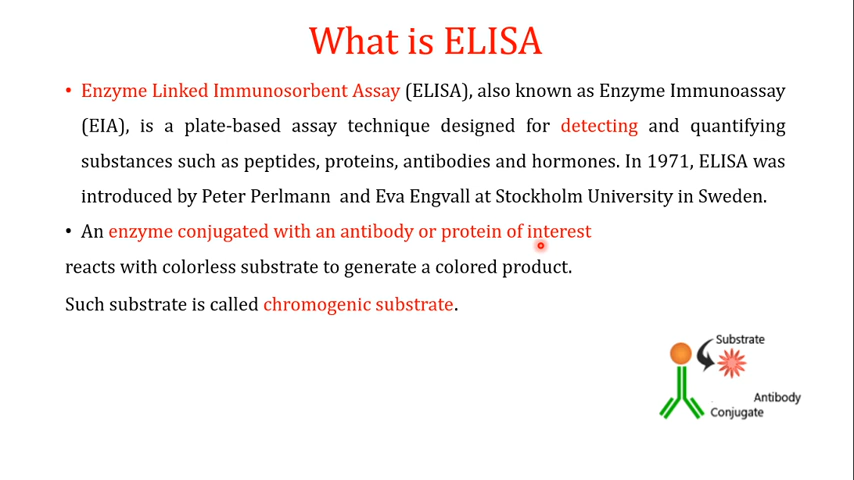 What is ELISA
• Enzyme Linked Immunosorbent Assay (ELISA), also known as Enzyme Immunoassay
(EIA), is a plate-based assay technique designed for detecting and quantifying
substances such as peptides, proteins, antibodies and hormones. In 1971, ELISA was
introduced by Peter Perlmann and Eva Engvall at Stockholm University in Sweden.
• An enzyme conjugated with an antibody or protein of interest
reacts with colorless substrate to generate a colored product.
Such substrate is called chromogenic substrate.
Substrate
Antibody
Conjugate